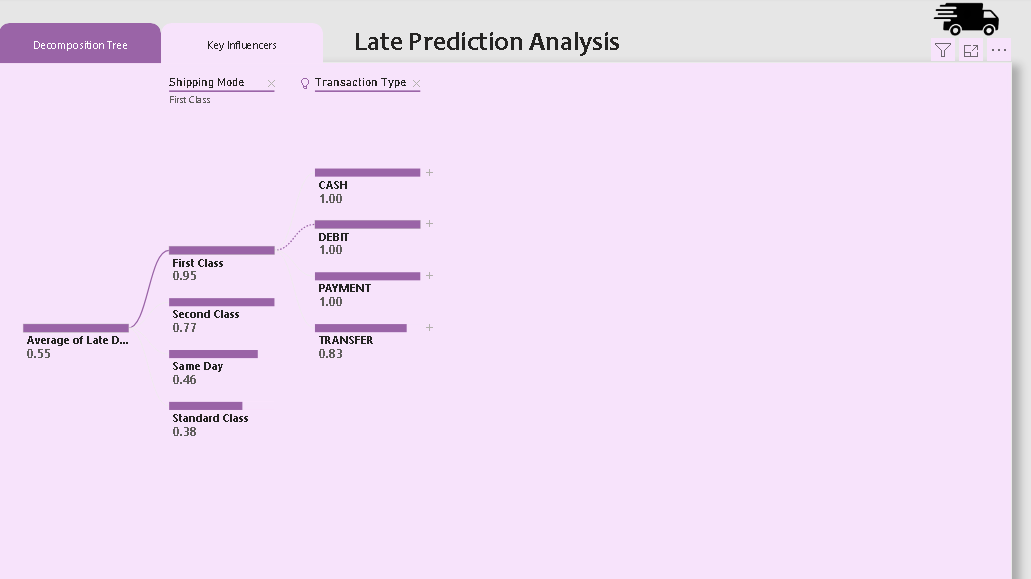 Decomposition Tree
Key Influencers
Late Prediction Analysis
Shipping Mode
First Class
Transaction Type
Average of Late D...
0.55
First Class
0.95
Second Class
0.77
Same Day
0.46
Standard Class
0.38
CASH
1.00
DEBIT
1.00
PAYMENT
1.00
TRANSFER
0.83